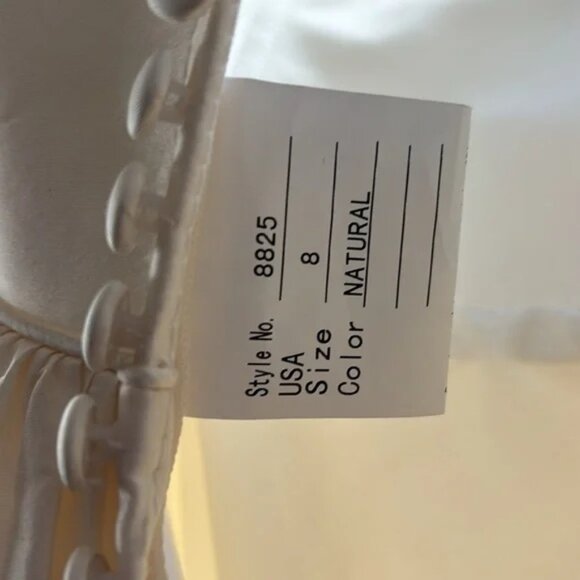 Style No. 8825
USA
Size 8
Color NATURAL